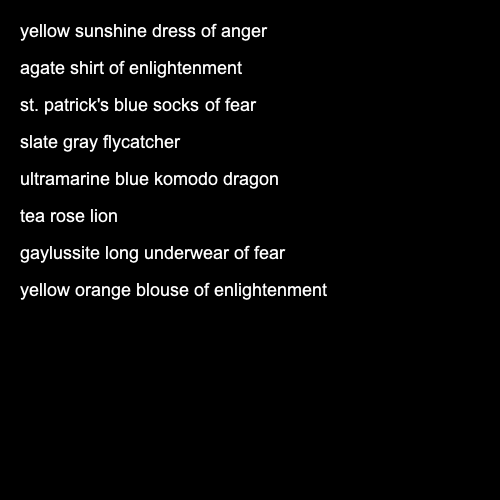 yellow sunshine dress of anger
agate shirt of enlightenment
st. patrick's blue socks of fear
slate gray flycatcher
ultramarine blue komodo dragon
tea rose lion
gaylussite long underwear of fear
yellow orange blouse of enlightenment